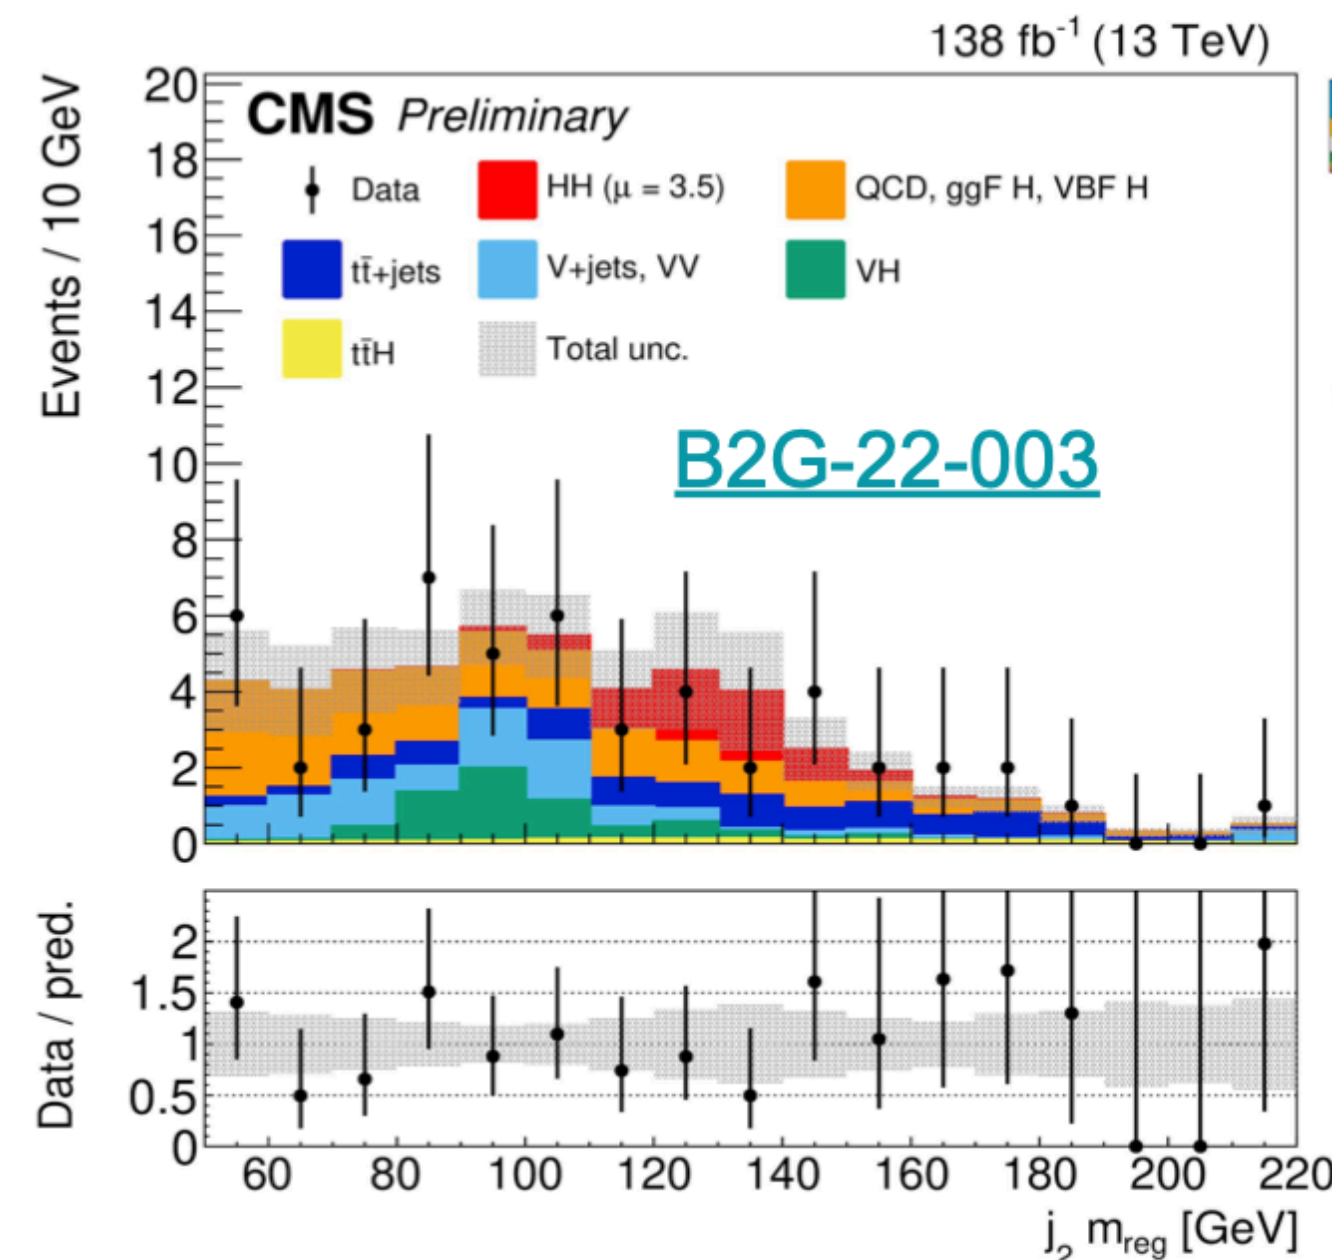 138 fb⁻¹ (13 TeV)
CMS Preliminary
Data
HH (μ = 3.5)
QCD, ggF H, VBF H
tt̄+jets
V+jets, VV
VH
tt̄H
Total unc.
B2G-22-003
Events / 10 GeV
20
18
16
14
12
10
8
6
4
2
0
Data / pred.
2
1.5
1
0.5
0
60 80 100 120 140 160 180 200 220
j₂ m_reg [GeV]